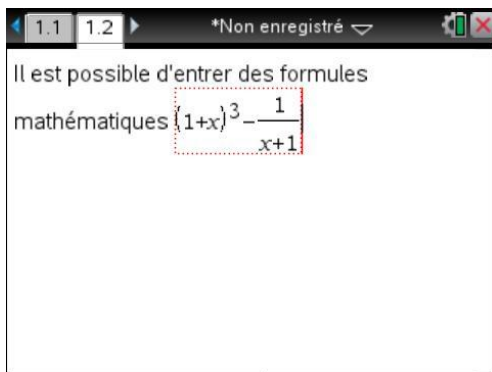 1.1 1.2 *Non enregistré
Il est possible d'entrer des formules
mathématiques (1+x)³ − 1/(x+1)